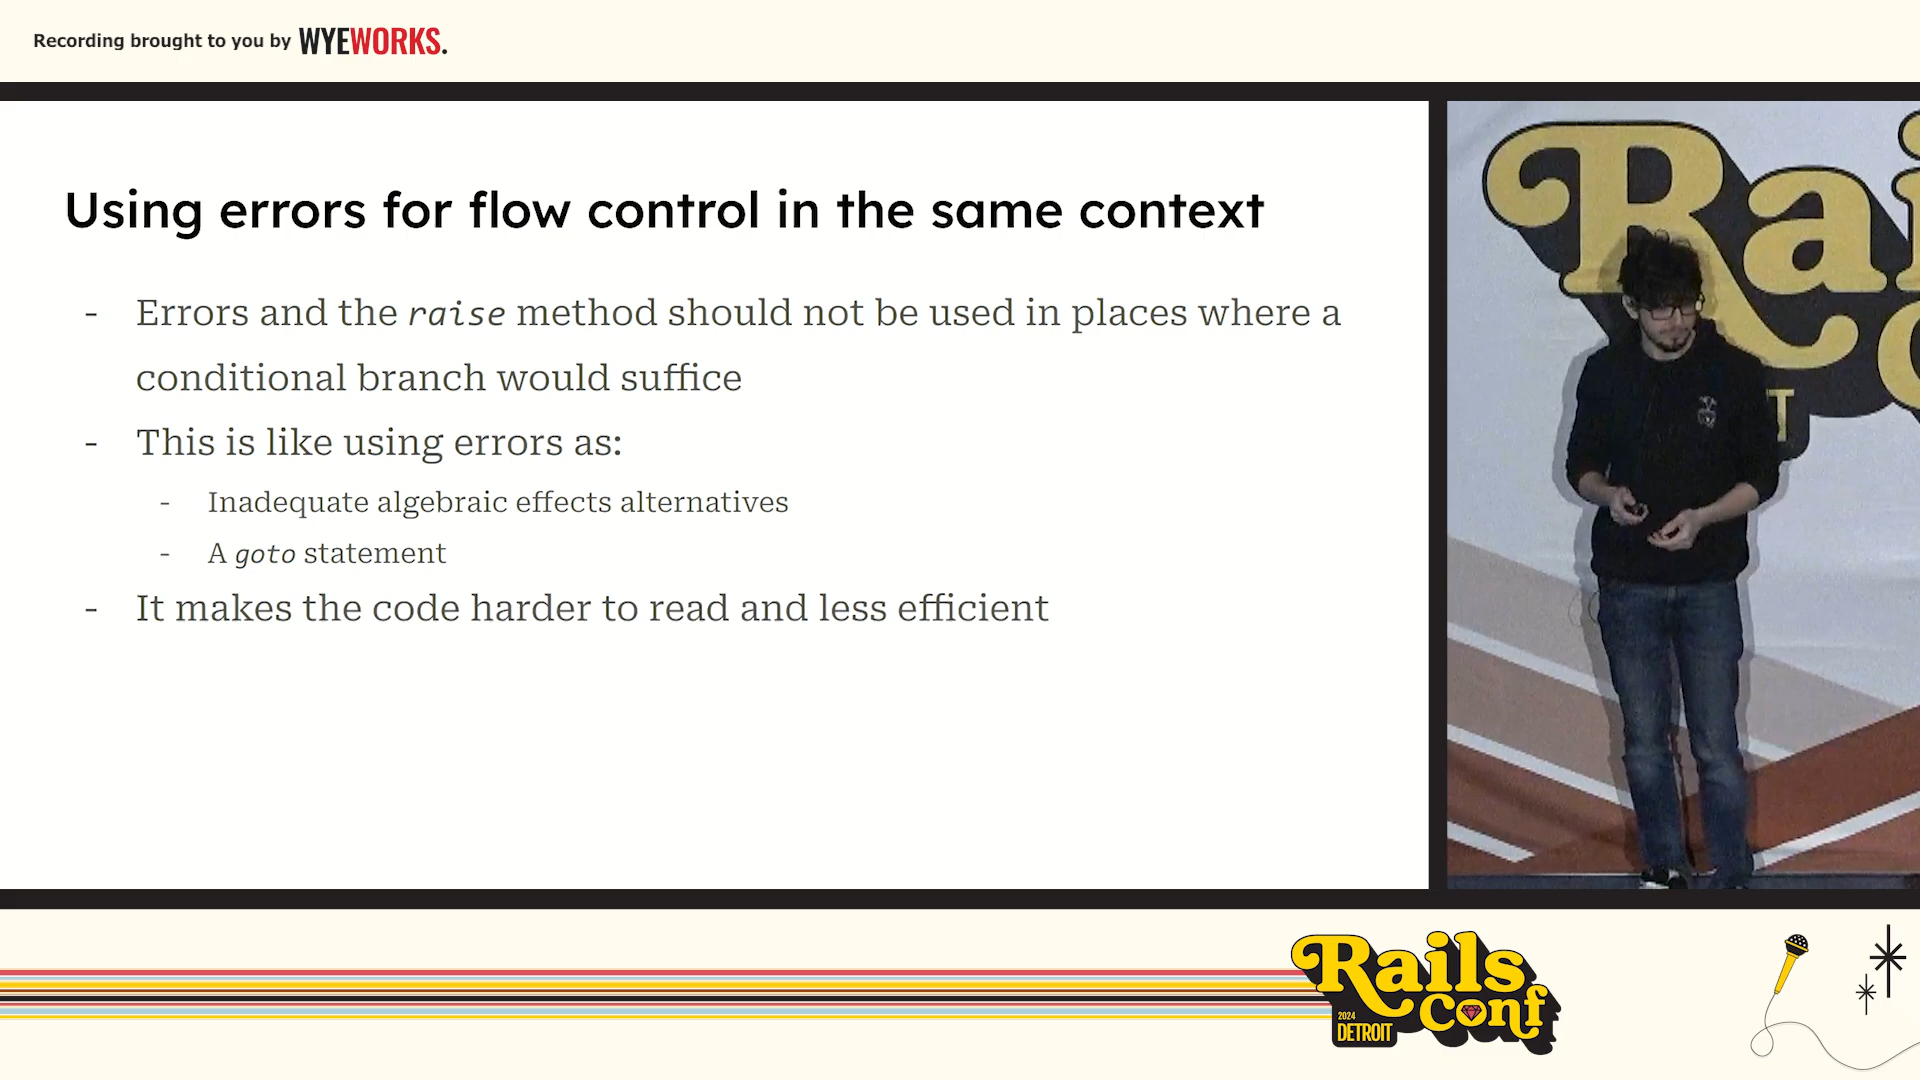 Recording brought to you by WYEWORKS.
Using errors for flow control in the same context
- Errors and the raise method should not be used in places where a
conditional branch would suffice
- This is like using errors as:
- Inadequate algebraic effects alternatives
- A goto statement
- It makes the code harder to read and less efficient
Rai
T
Rails
Conf
2024
DETROIT